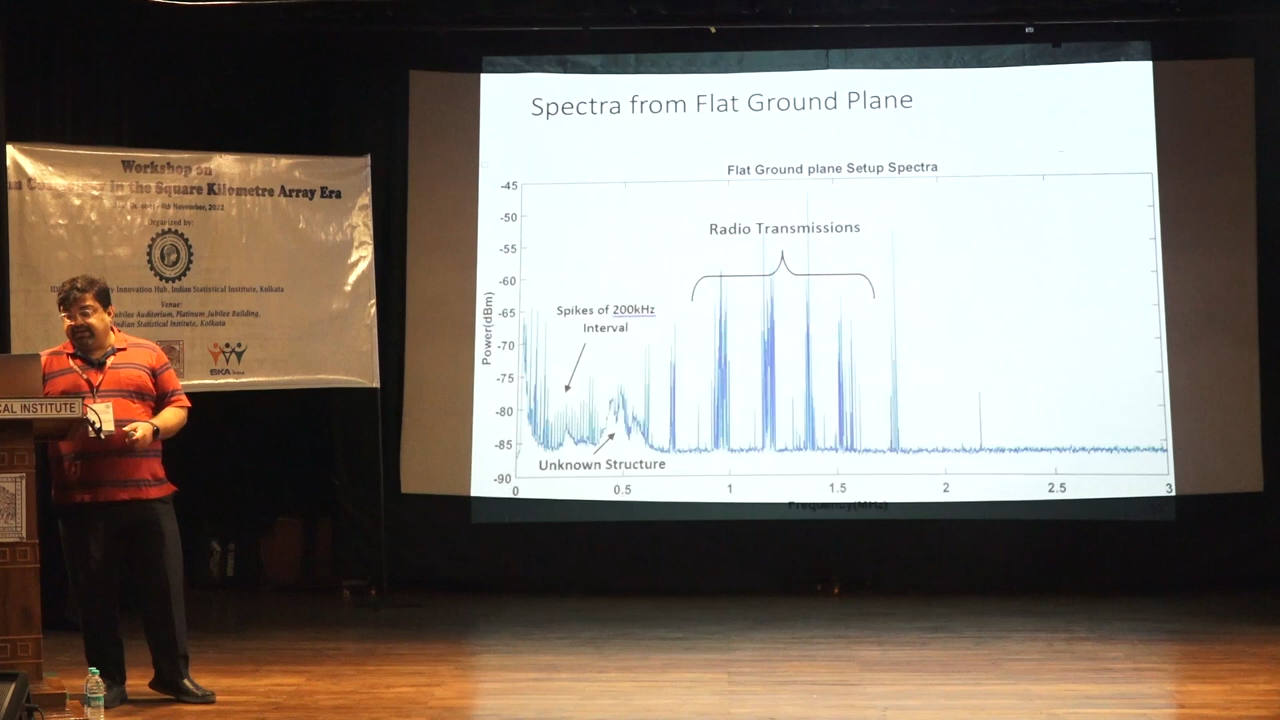 Workshop on
in the Square Kilometre Array Era
November, 2022
Organized by:
Innovation Hub, Indian Statistical Institute, Kolkata
Venue:
Jubilee Auditorium, Platinum Jubilee Building,
Indian Statistical Institute, Kolkata
SKA India
CAL INSTITUTE
Spectra from Flat Ground Plane
Flat Ground plane Setup Spectra
Radio Transmissions
Spikes of 200kHz
Interval
Unknown Structure
Power(dBm)
-45
-50
-55
-60
-65
-70
-75
-80
-85
-90
0 0.5 1 1.5 2 2.5 3
Frequency(MHz)